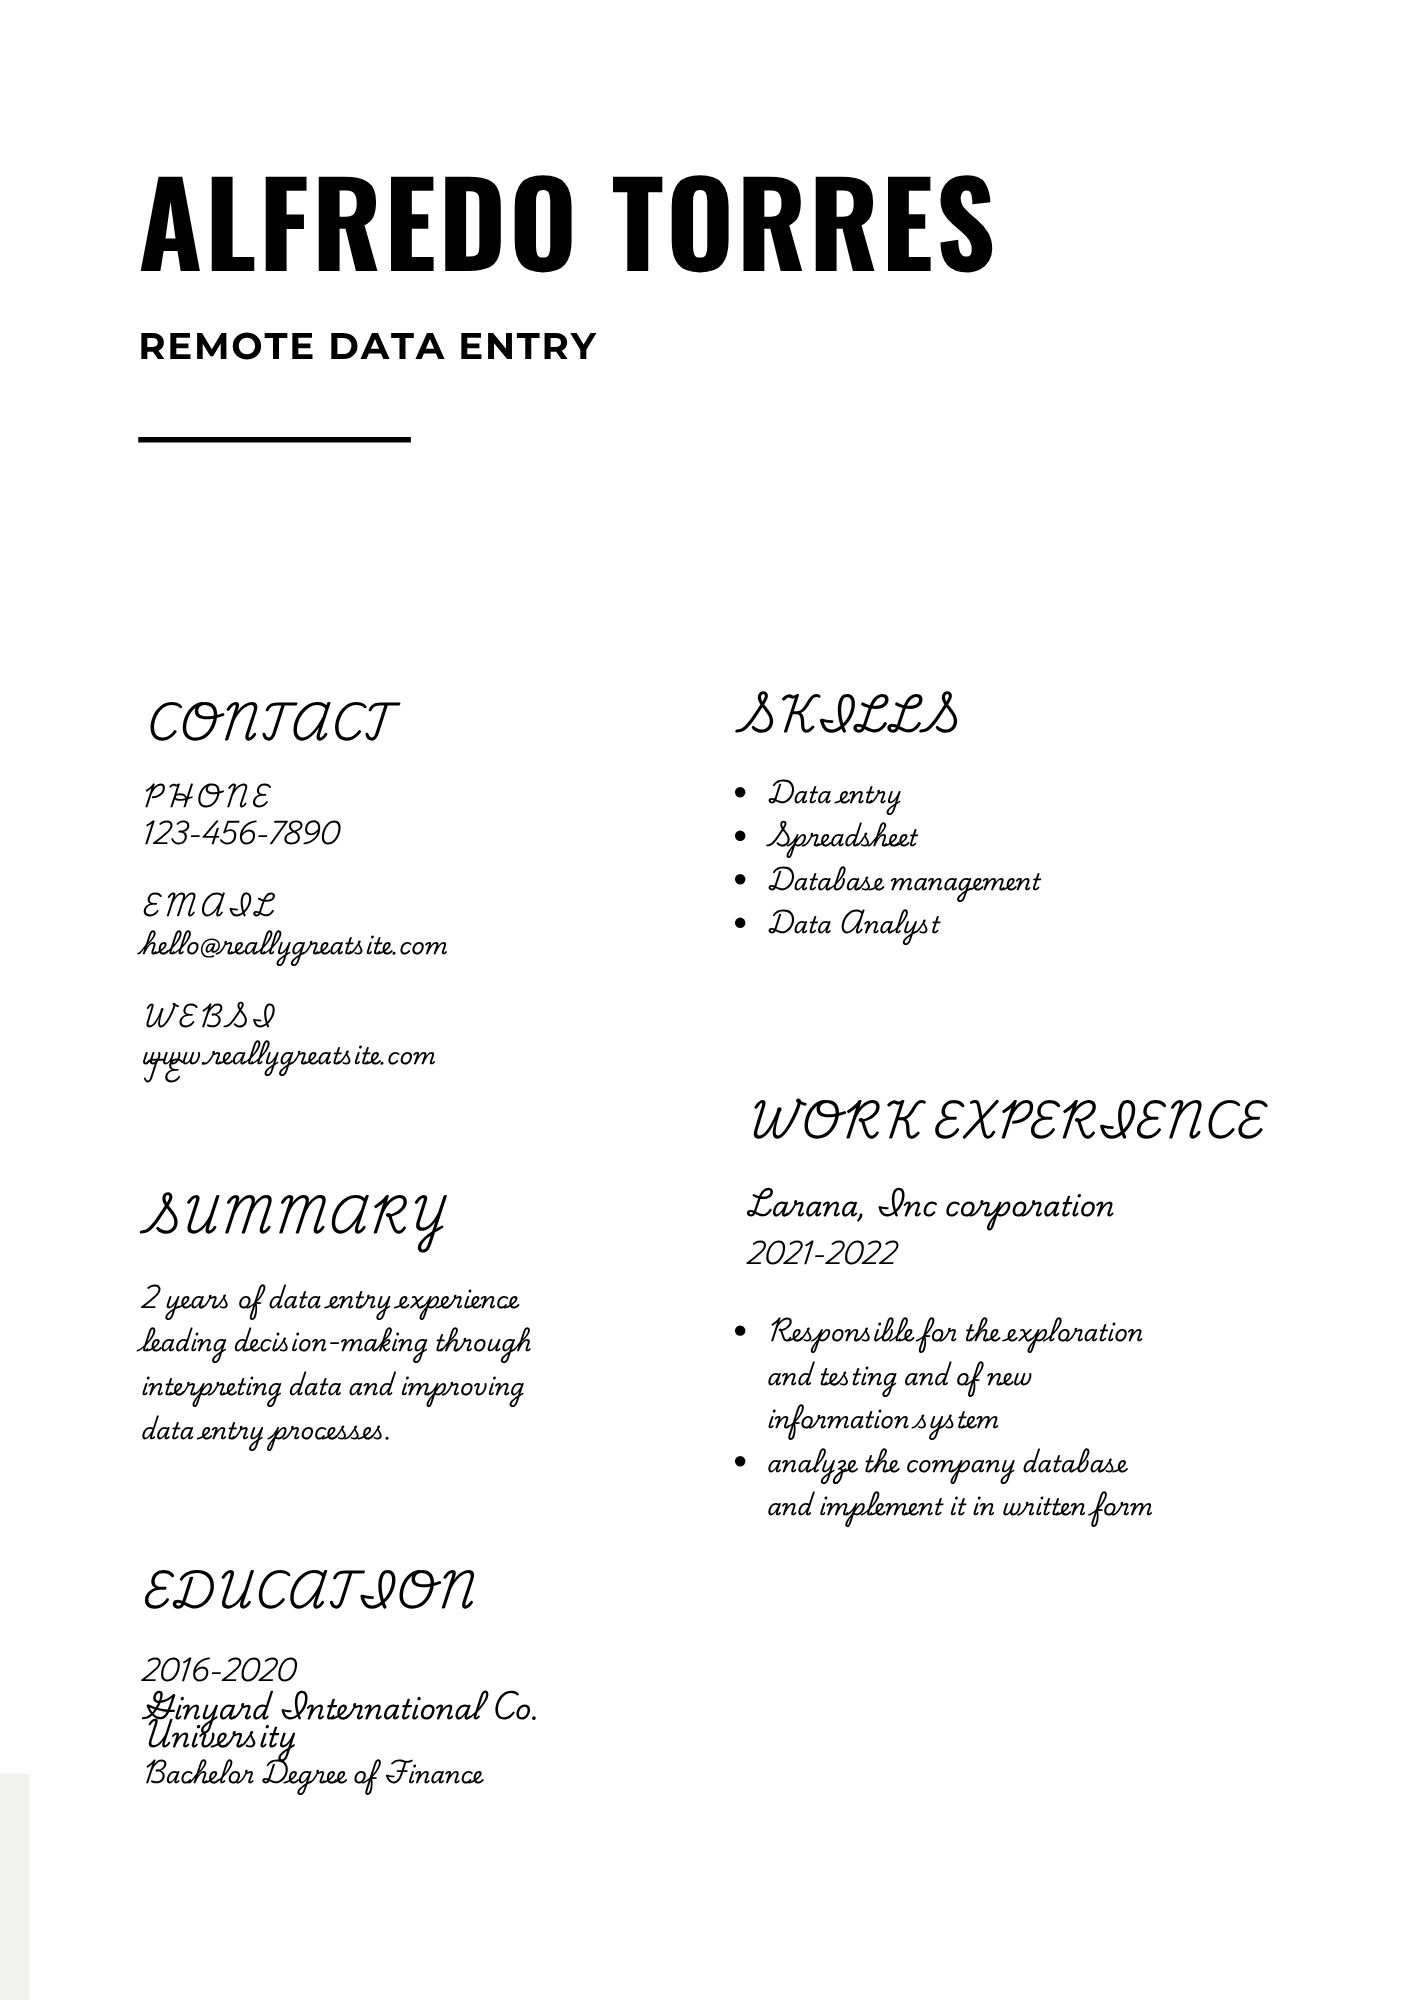 ALFREDO TORRES
REMOTE DATA ENTRY
CONTACT
PHONE
123-456-7890
EMAIL
hello@reallygreatsite.com
WEBSI
TE
www.reallygreatsite.com
SUMMARY
2 years of data entry experience
leading decision-making through
interpreting data and improving
data entry processes.
EDUCATION
2016-2020
Ginyard International Co.
University
Bachelor Degree of Finance
SKILLS
• Data entry
• Spreadsheet
• Database management
• Data Analyst
WORK EXPERIENCE
Larana, Inc corporation
2021-2022
• Responsible for the exploration
and testing and of new
information system
• analyze the company database
and implement it in written form